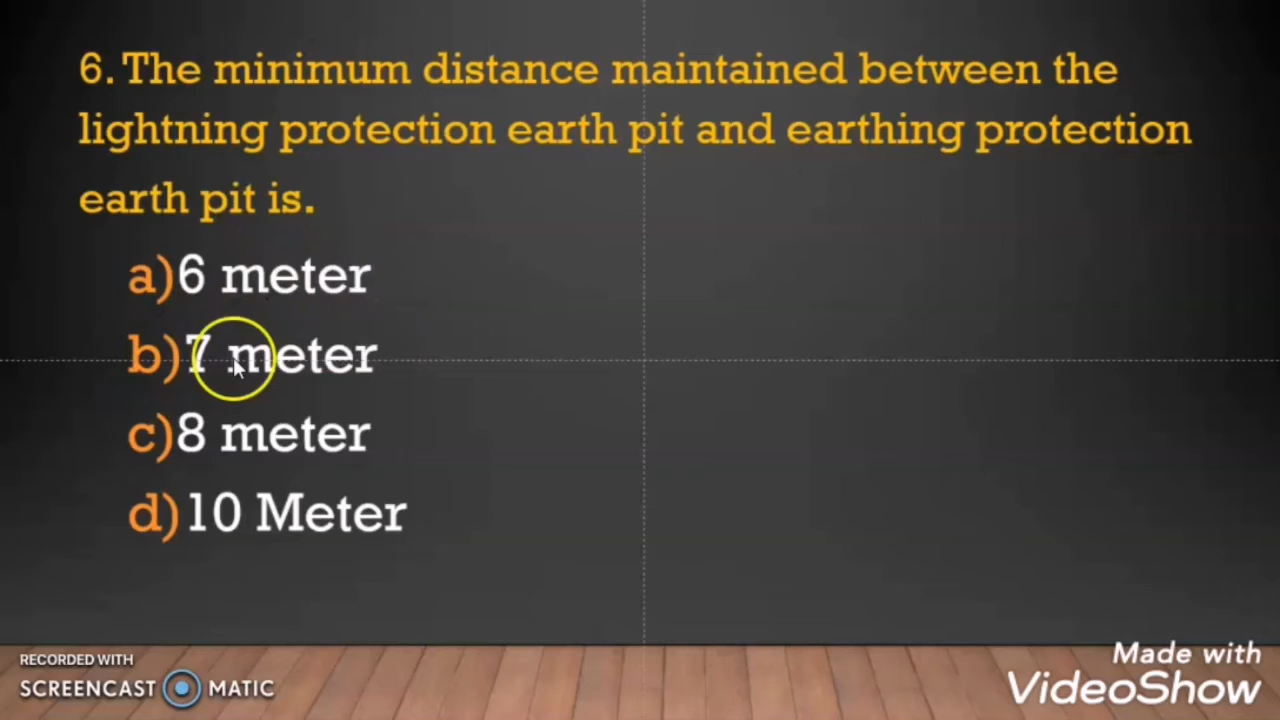 6. The minimum distance maintained between the
lightning protection earth pit and earthing protection
earth pit is.
a)6 meter
b)7 meter
c)8 meter
d)10 Meter
RECORDED WITH
SCREENCAST MATIC
Made with
VideoShow